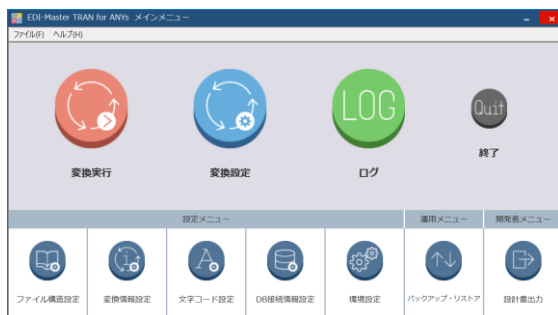 EDI-Master TRAN for ANYs メインメニュー
ファイル(F) ヘルプ(H)
LOG
Quit
変換実行
変換設定
ログ
終了
設定メニュー
運用メニュー
開発者メニュー
ファイル構造設定
変換情報設定
文字コード設定
DB接続情報設定
環境設定
バックアップ・リストア
設計書出力